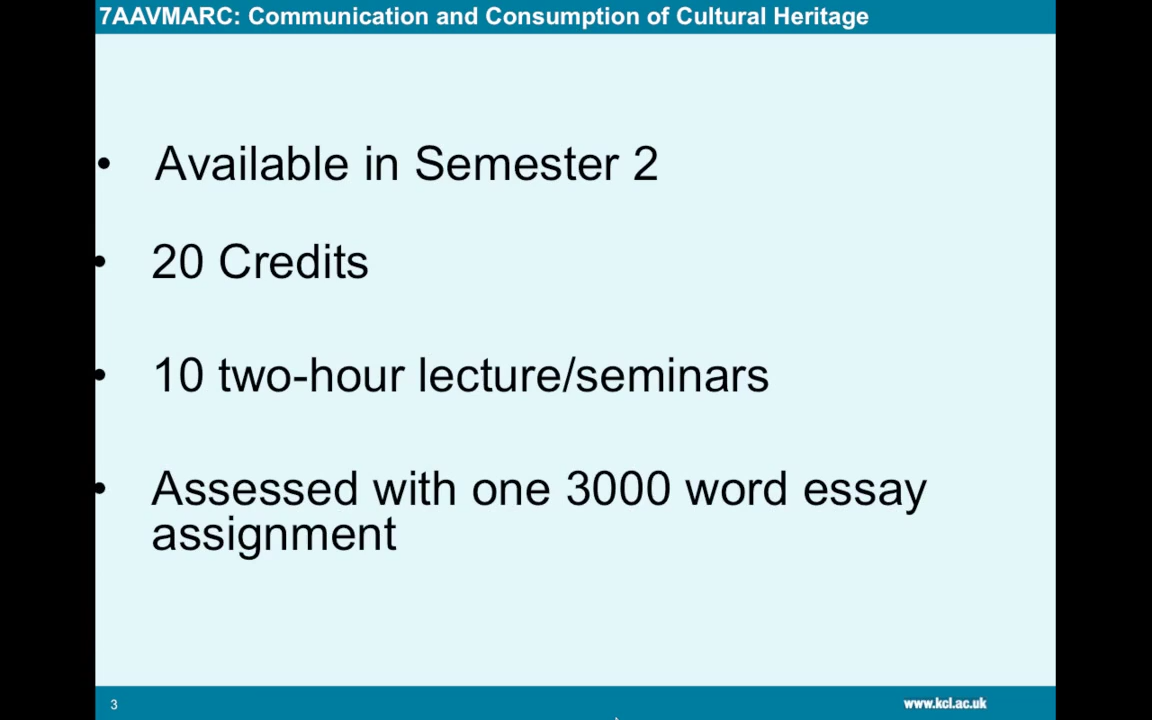 7AAVMARC: Communication and Consumption of Cultural Heritage
• Available in Semester 2
• 20 Credits
• 10 two-hour lecture/seminars
• Assessed with one 3000 word essay
assignment
3
www.kcl.ac.uk